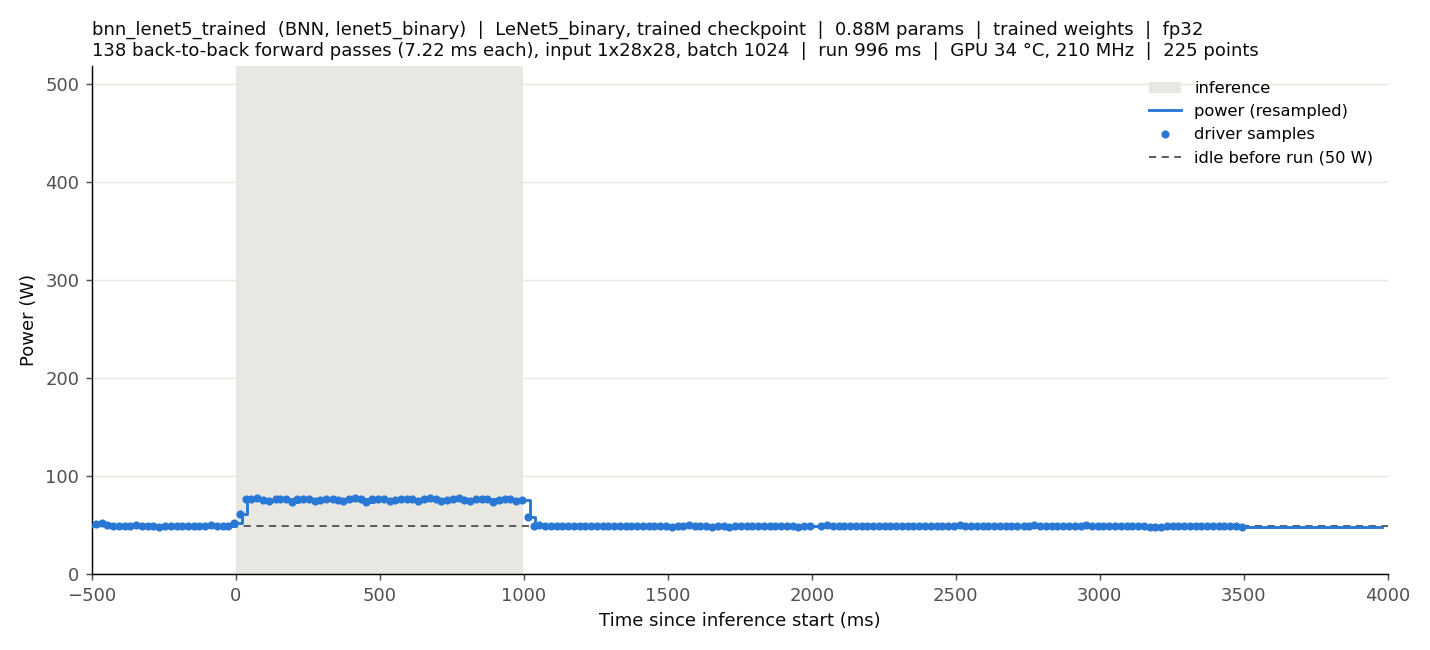 bnn_lenet5_trained  (BNN, lenet5_binary)  |  LeNet5_binary, trained checkpoint  |  0.88M params  |  trained weights  |  fp32
138 back-to-back forward passes (7.22 ms each), input 1x28x28, batch 1024  |  run 996 ms  |  GPU 34 °C, 210 MHz  |  225 points
inference
power (resampled)
driver samples
idle before run (50 W)
Power (W)
500
400
300
200
100
0
−500 0 500 1000 1500 2000 2500 3000 3500 4000
Time since inference start (ms)